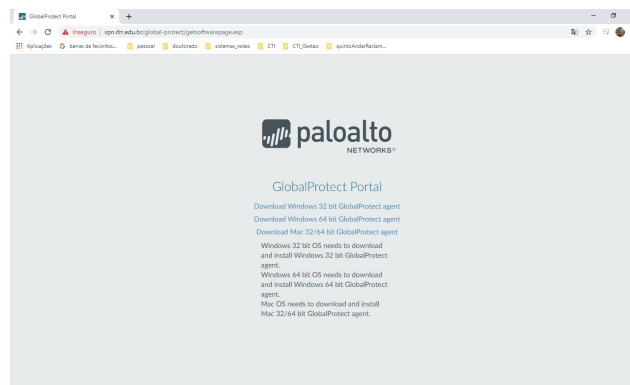 GlobalProtect Portal
Inseguro | vpn.ifrr.edu.br/global-protect/getsoftwarepage.esp
Aplicações barras de favoritos... pessoal doutorado sistemas_redes CTI CTI_Gestao quintoAndarReclam...
paloalto
NETWORKS®
GlobalProtect Portal
Download Windows 32 bit GlobalProtect agent
Download Windows 64 bit GlobalProtect agent
Download Mac 32/64 bit GlobalProtect agent
Windows 32 bit OS needs to download
and install Windows 32 bit GlobalProtect
agent.
Windows 64 bit OS needs to download
and install Windows 64 bit GlobalProtect
agent.
Mac OS needs to download and install
Mac 32/64 bit GlobalProtect agent.